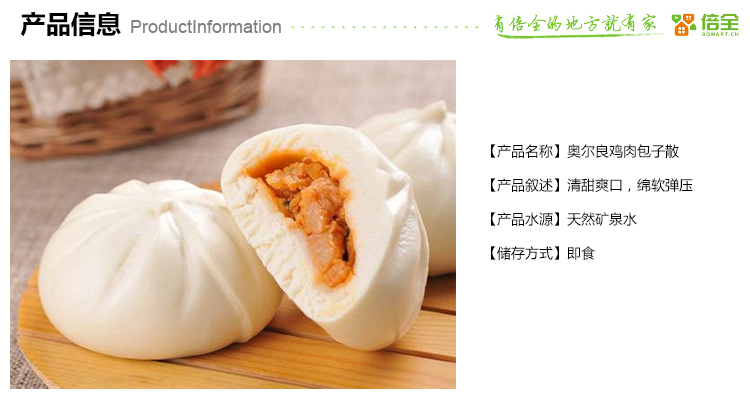 产品信息 ProductInformation
有倍全的地方就有家
倍全
BQMART.CN
【产品名称】奥尔良鸡肉包子散
【产品叙述】清甜爽口，绵软弹压
【产品水源】天然矿泉水
【储存方式】即食